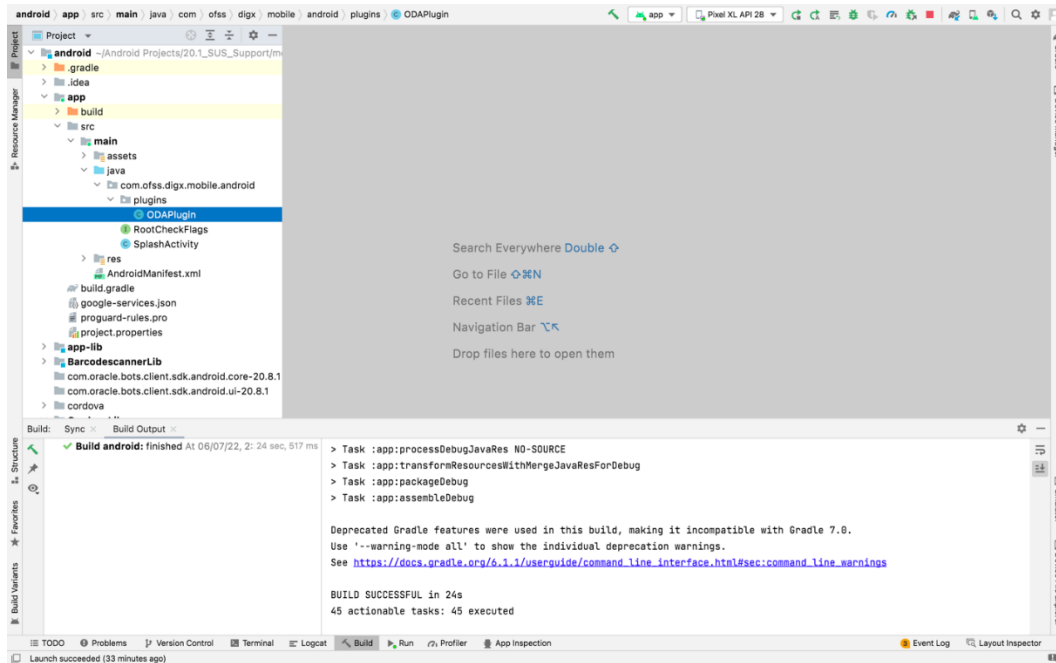 android app src main java com ofss digx mobile android plugins ODAPlugin
app Pixel XL API 28
Project
android ~/Android Projects/20.1_SUS_Support/m
.gradle
.idea
app
build
src
main
assets
java
com.ofss.digx.mobile.android
plugins
ODAPlugin
RootCheckFlags
SplashActivity
res
AndroidManifest.xml
build.gradle
google-services.json
proguard-rules.pro
project.properties
app-lib
BarcodescannerLib
com.oracle.bots.client.sdk.android.core-20.8.1
com.oracle.bots.client.sdk.android.ui-20.8.1
cordova
Project
Resource Manager
Structure
Favorites
Build Variants
Search Everywhere Double ⇧
Go to File ⇧⌘N
Recent Files ⌘E
Navigation Bar ⌥↖
Drop files here to open them
Build: Sync Build Output
Build android: finished At 06/07/22, 2: 24 sec, 517 ms
> Task :app:processDebugJavaRes NO-SOURCE
> Task :app:transformResourcesWithMergeJavaResForDebug
> Task :app:packageDebug
> Task :app:assembleDebug
Deprecated Gradle features were used in this build, making it incompatible with Gradle 7.0.
Use '--warning-mode all' to show the individual deprecation warnings.
See https://docs.gradle.org/6.1.1/userguide/command_line_interface.html#sec:command_line_warnings
BUILD SUCCESSFUL in 24s
45 actionable tasks: 45 executed
TODO Problems Version Control Terminal Logcat Build Run Profiler App Inspection Event Log Layout Inspector
Launch succeeded (33 minutes ago)